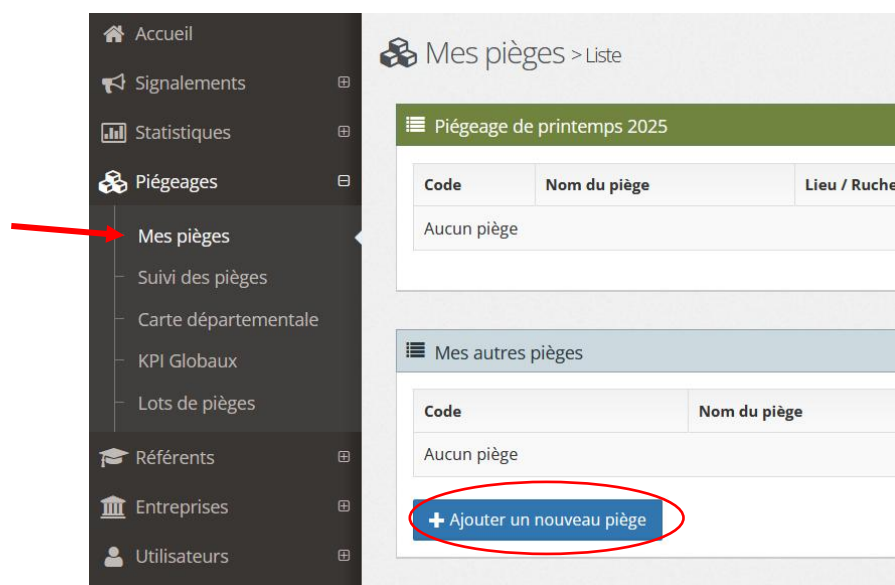 Accueil
Signalements
Statistiques
Piégeages
Mes pièges
Suivi des pièges
Carte départementale
KPI Globaux
Lots de pièges
Référents
Entreprises
Utilisateurs
Mes pièges > Liste
Piégeage de printemps 2025
Code Nom du piège Lieu / Ruche
Aucun piège
Mes autres pièges
Code Nom du piège
Aucun piège
Ajouter un nouveau piège